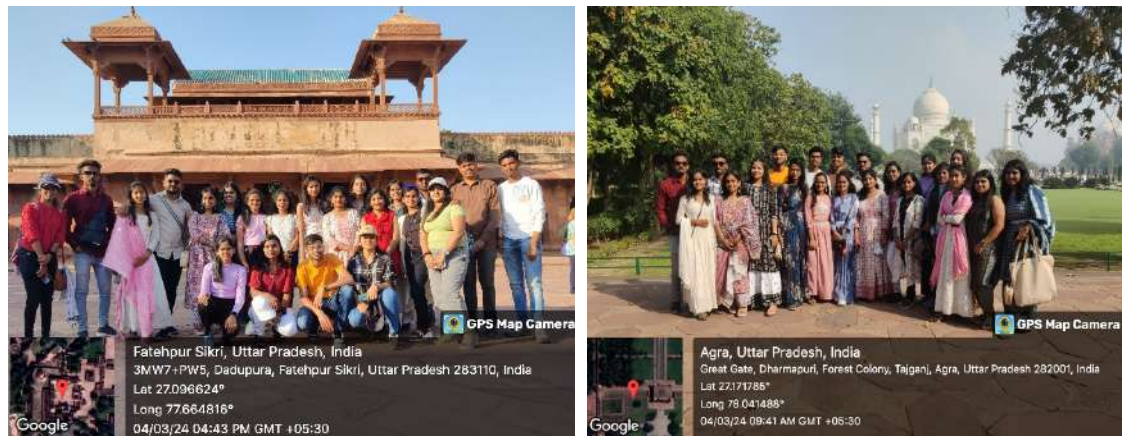 GPS Map Camera
Fatehpur Sikri, Uttar Pradesh, India
3MW7+PW5, Dadupura, Fatehpur Sikri, Uttar Pradesh 283110, India
Lat 27.096624°
Long 77.664816°
04/03/24 04:43 PM GMT +05:30
Google
GPS Map Camera
Agra, Uttar Pradesh, India
Great Gate, Dharmapuri, Forest Colony, Tajganj, Agra, Uttar Pradesh 282001, India
Lat 27.171785°
Long 78.041488°
04/03/24 09:41 AM GMT +05:30
Google